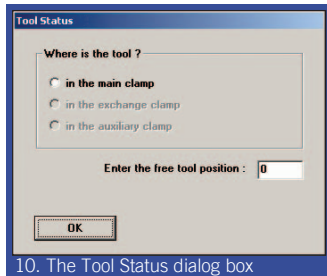 Tool Status
Where is the tool ?
in the main clamp
in the exchange clamp
in the auxiliary clamp
Enter the free tool position : 0
OK
10. The Tool Status dialog box